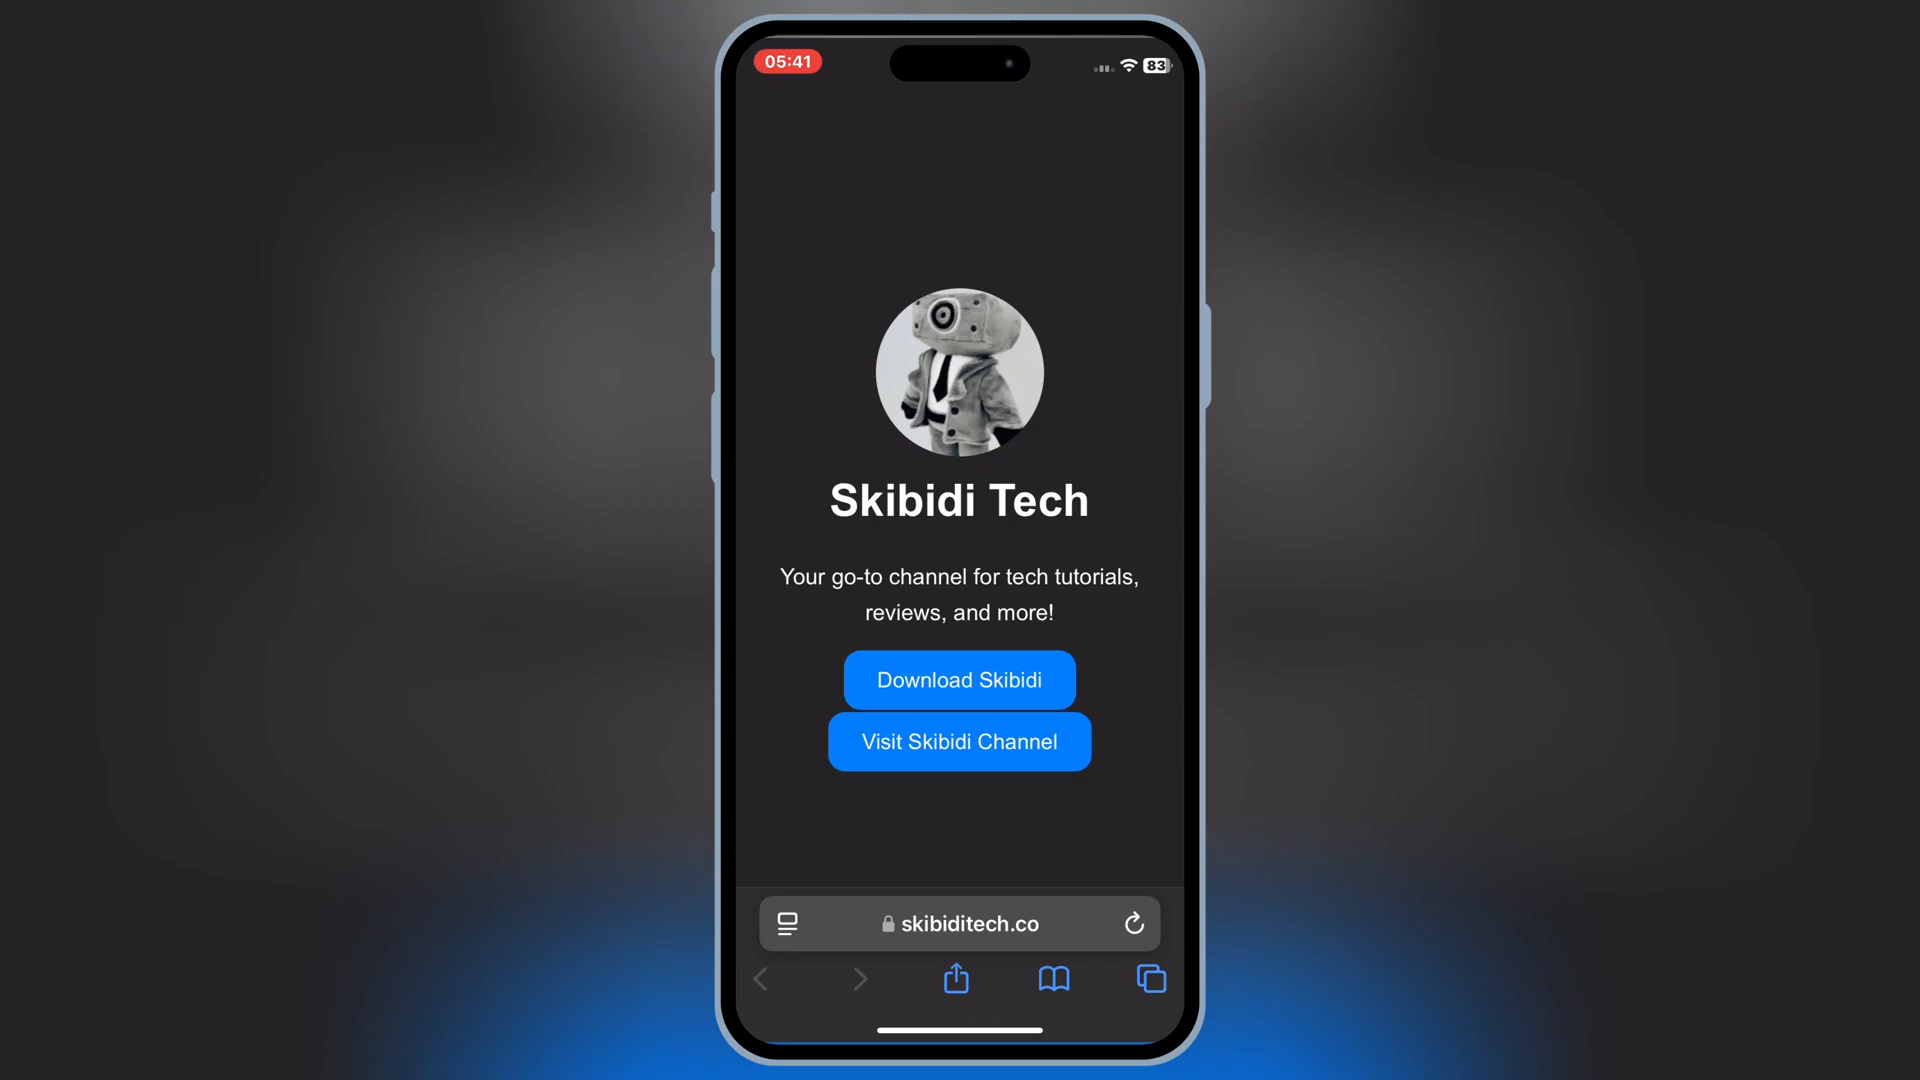 05:41
83
Skibidi Tech
Your go-to channel for tech tutorials,
reviews, and more!
Download Skibidi
Visit Skibidi Channel
skibiditech.co